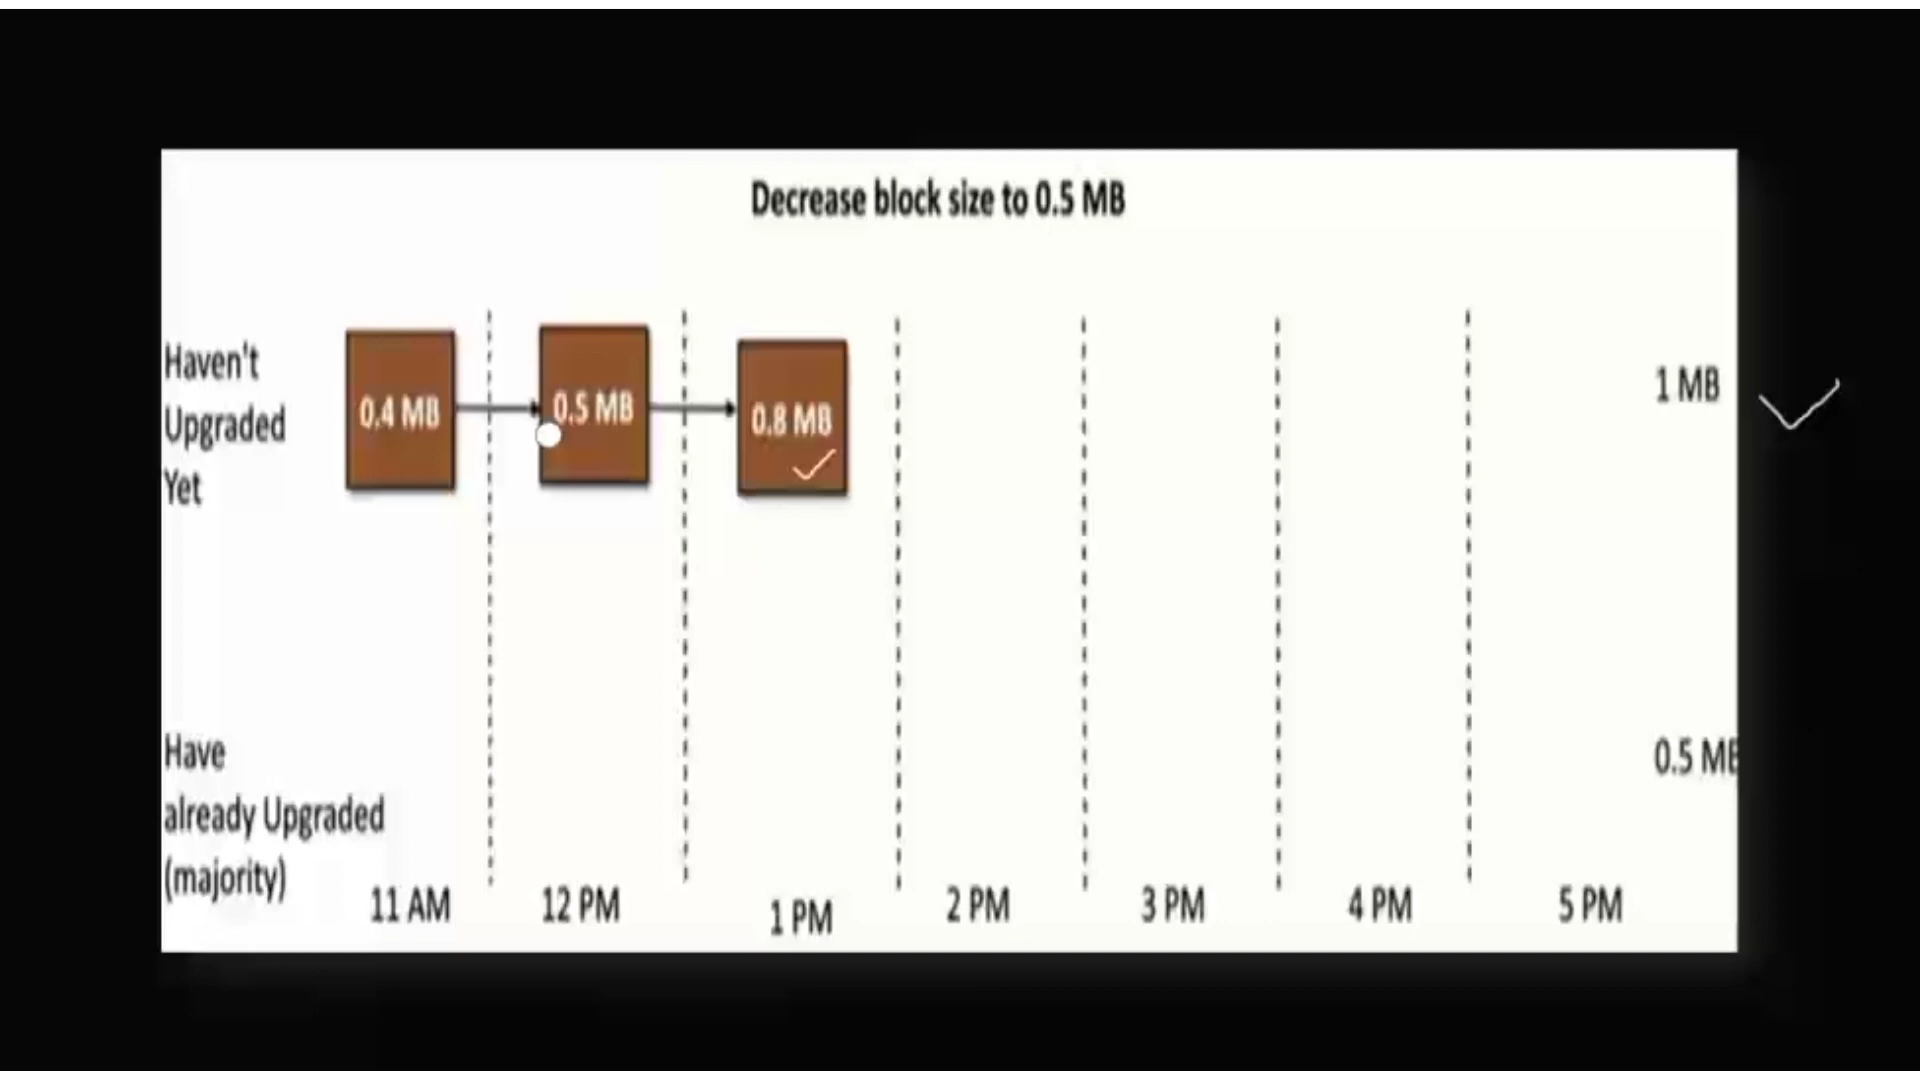 Decrease block size to 0.5 MB
Haven't
Upgraded
Yet
0.4 MB
0.5 MB
0.8 MB
1 MB
Have
already Upgraded
(majority)
0.5 MB
11 AM
12 PM
1 PM
2 PM
3 PM
4 PM
5 PM